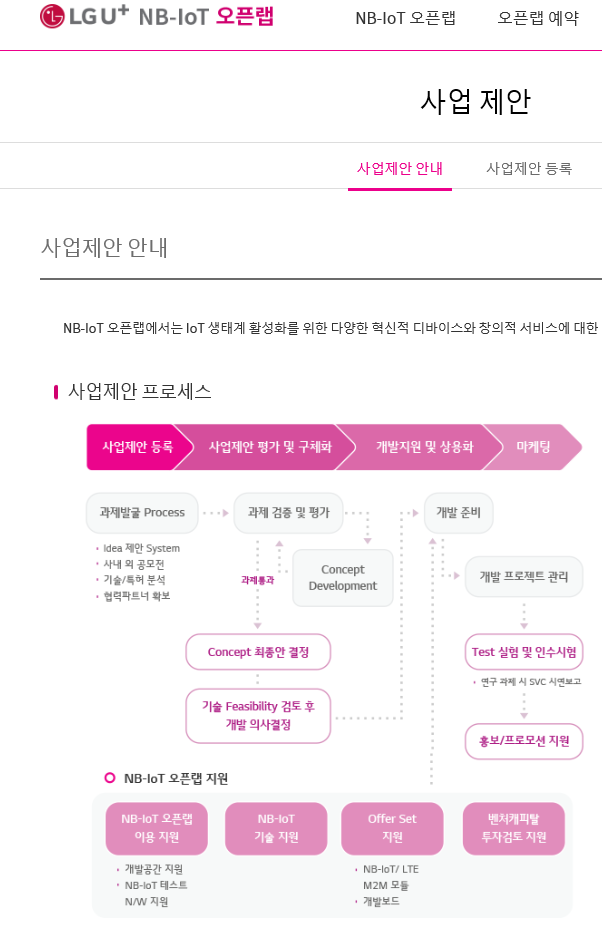 LG U+ NB-IoT 오픈랩
NB-IoT 오픈랩
오픈랩 예약
사업 제안
사업제안 안내
사업제안 등록
사업제안 안내
NB-IoT 오픈랩에서는 IoT 생태계 활성화를 위한 다양한 혁신적 디바이스와 창의적 서비스에 대한
사업제안 프로세스
사업제안 등록
사업제안 평가 및 구체화
개발지원 및 상용화
마케팅
과제발굴 Process
과제 검증 및 평가
개발 준비
Idea 제안 System
사내 외 공모전
기술/특허 분석
협력파트너 확보
과제통과
Concept
Development
개발 프로젝트 관리
Concept 최종안 결정
Test 실험 및 인수시험
연구 과제 시 SVC 시연보고
기술 Feasibility 검토 후
개발 의사결정
홍보/프로모션 지원
NB-IoT 오픈랩 지원
NB-IoT 오픈랩
이용 지원
NB-IoT
기술 지원
Offer Set
지원
벤처캐피탈
투자검토 지원
개발공간 지원
NB-IoT 테스트
N/W 지원
NB-IoT/ LTE
M2M 모듈
개발보드